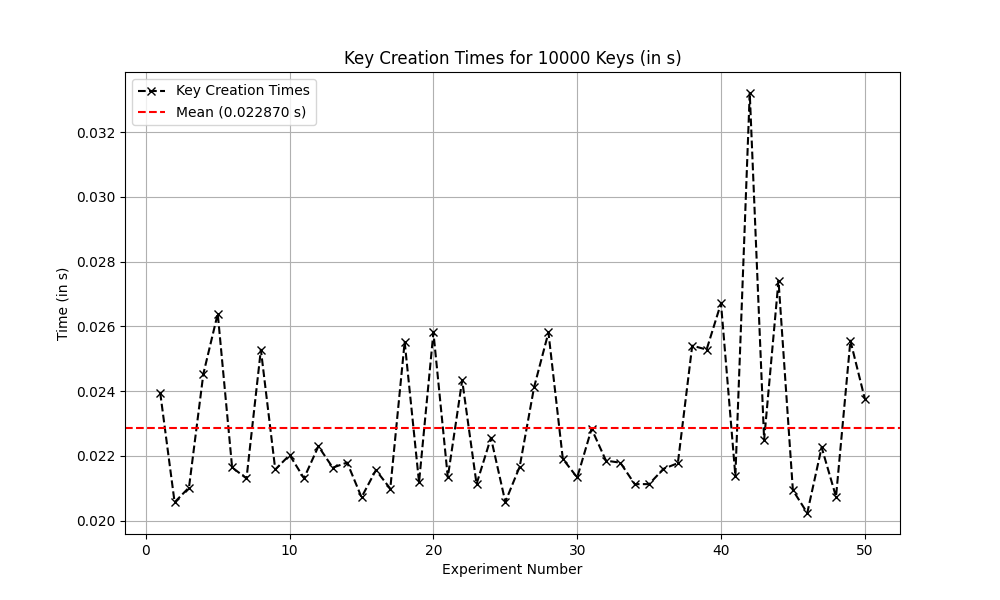 Key Creation Times for 10000 Keys (in s)
Key Creation Times
Mean (0.022870 s)
0.032
0.030
0.028
0.026
0.024
0.022
0.020
Time (in s)
0 10 20 30 40 50
Experiment Number